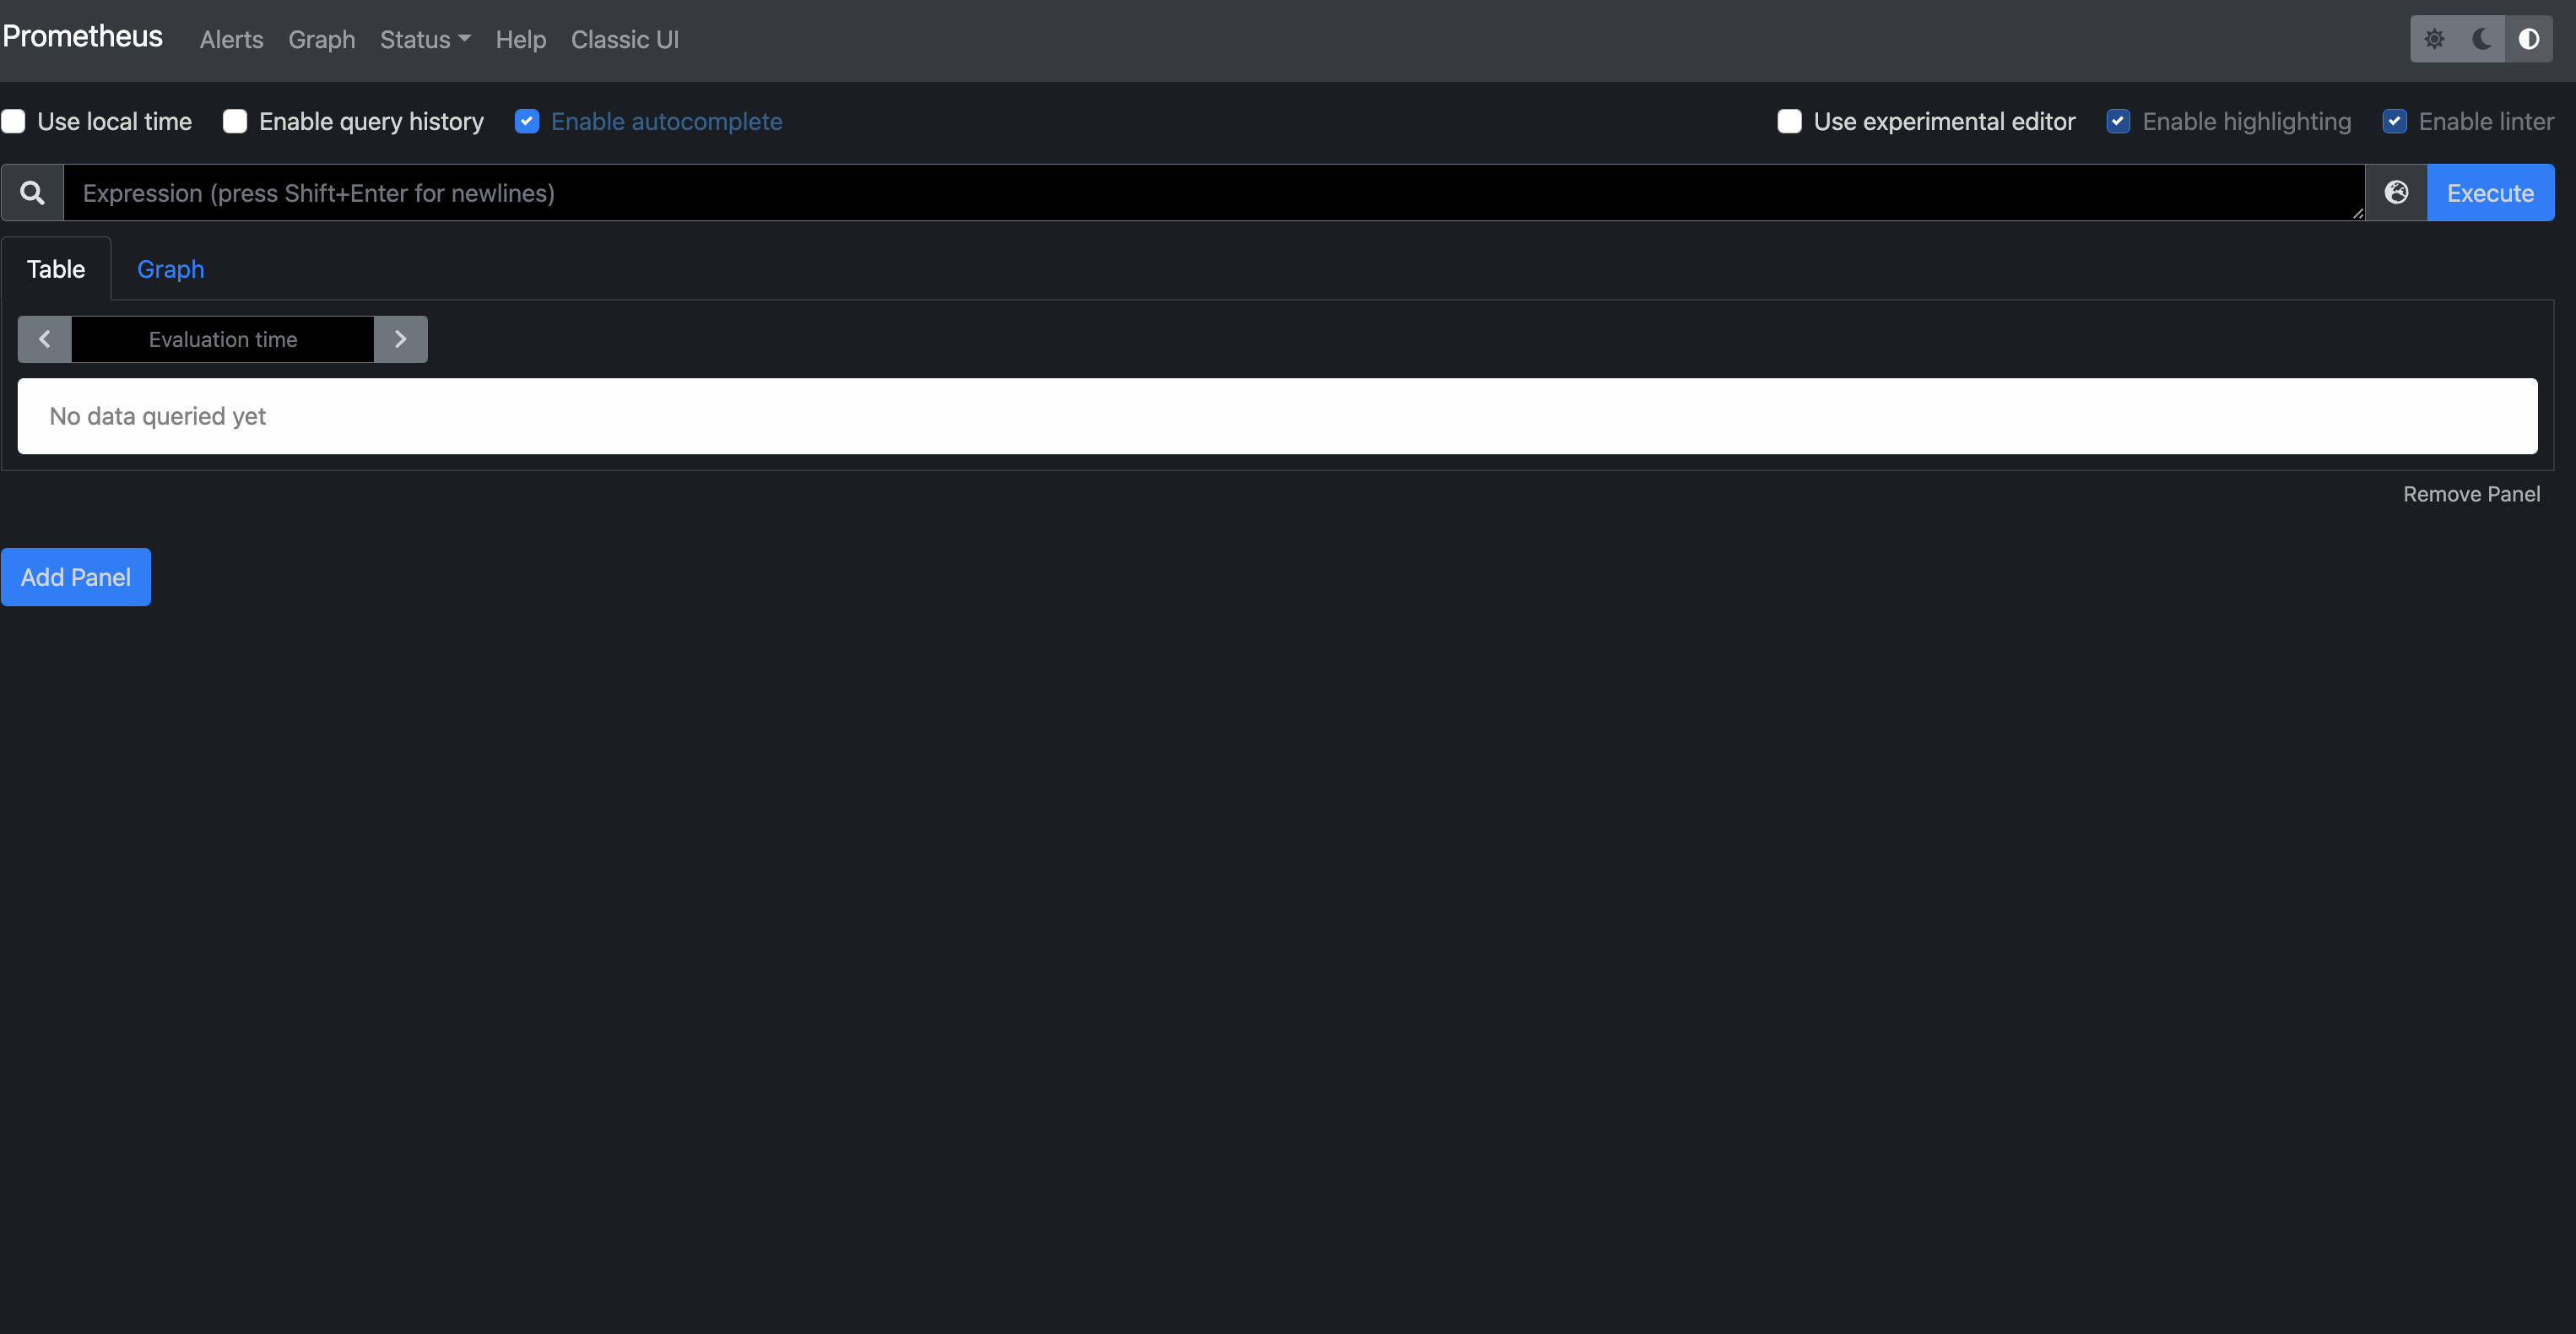 Prometheus Alerts Graph Status Help Classic UI
Use local time Enable query history Enable autocomplete Use experimental editor Enable highlighting Enable linter
Expression (press Shift+Enter for newlines) Execute
Table Graph
Evaluation time
No data queried yet
Remove Panel
Add Panel